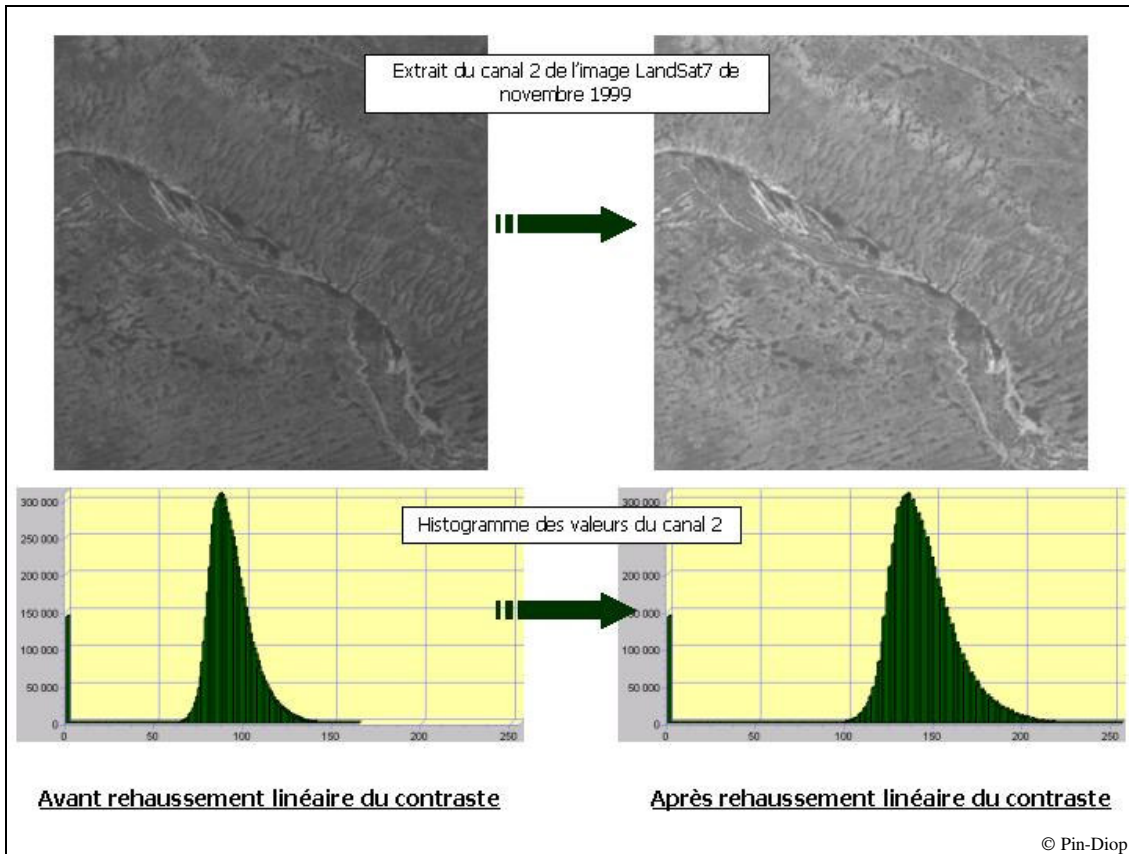 Extrait du canal 2 de l'image LandSat7 de
novembre 1999
300 000
250 000
200 000
150 000
100 000
50 000
0
0 50 100 150 200 250
Histogramme des valeurs du canal 2
300 000
250 000
200 000
150 000
100 000
50 000
0
0 50 100 150 200 250
Avant rehaussement linéaire du contraste
Après rehaussement linéaire du contraste
© Pin-Diop